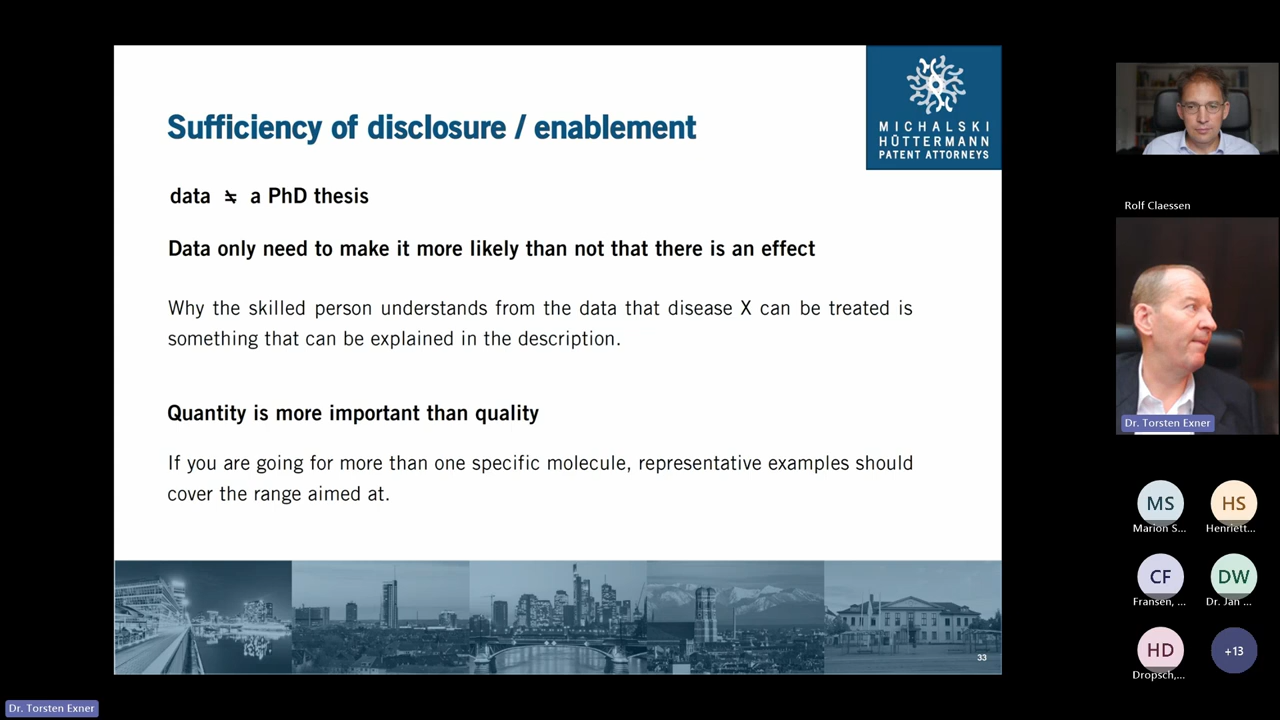 Sufficiency of disclosure / enablement
MICHALSKI
HÜTTERMANN
PATENT ATTORNEYS
data ≠ a PhD thesis
Data only need to make it more likely than not that there is an effect
Why the skilled person understands from the data that disease X can be treated is
something that can be explained in the description.
Quantity is more important than quality
If you are going for more than one specific molecule, representative examples should
cover the range aimed at.
33
Rolf Claessen
Dr. Torsten Exner
MS
HS
Marion S...
Henriett...
CF
DW
Fransen, ...
Dr. Jan ...
HD
+13
Dropsch,...
Dr. Torsten Exner